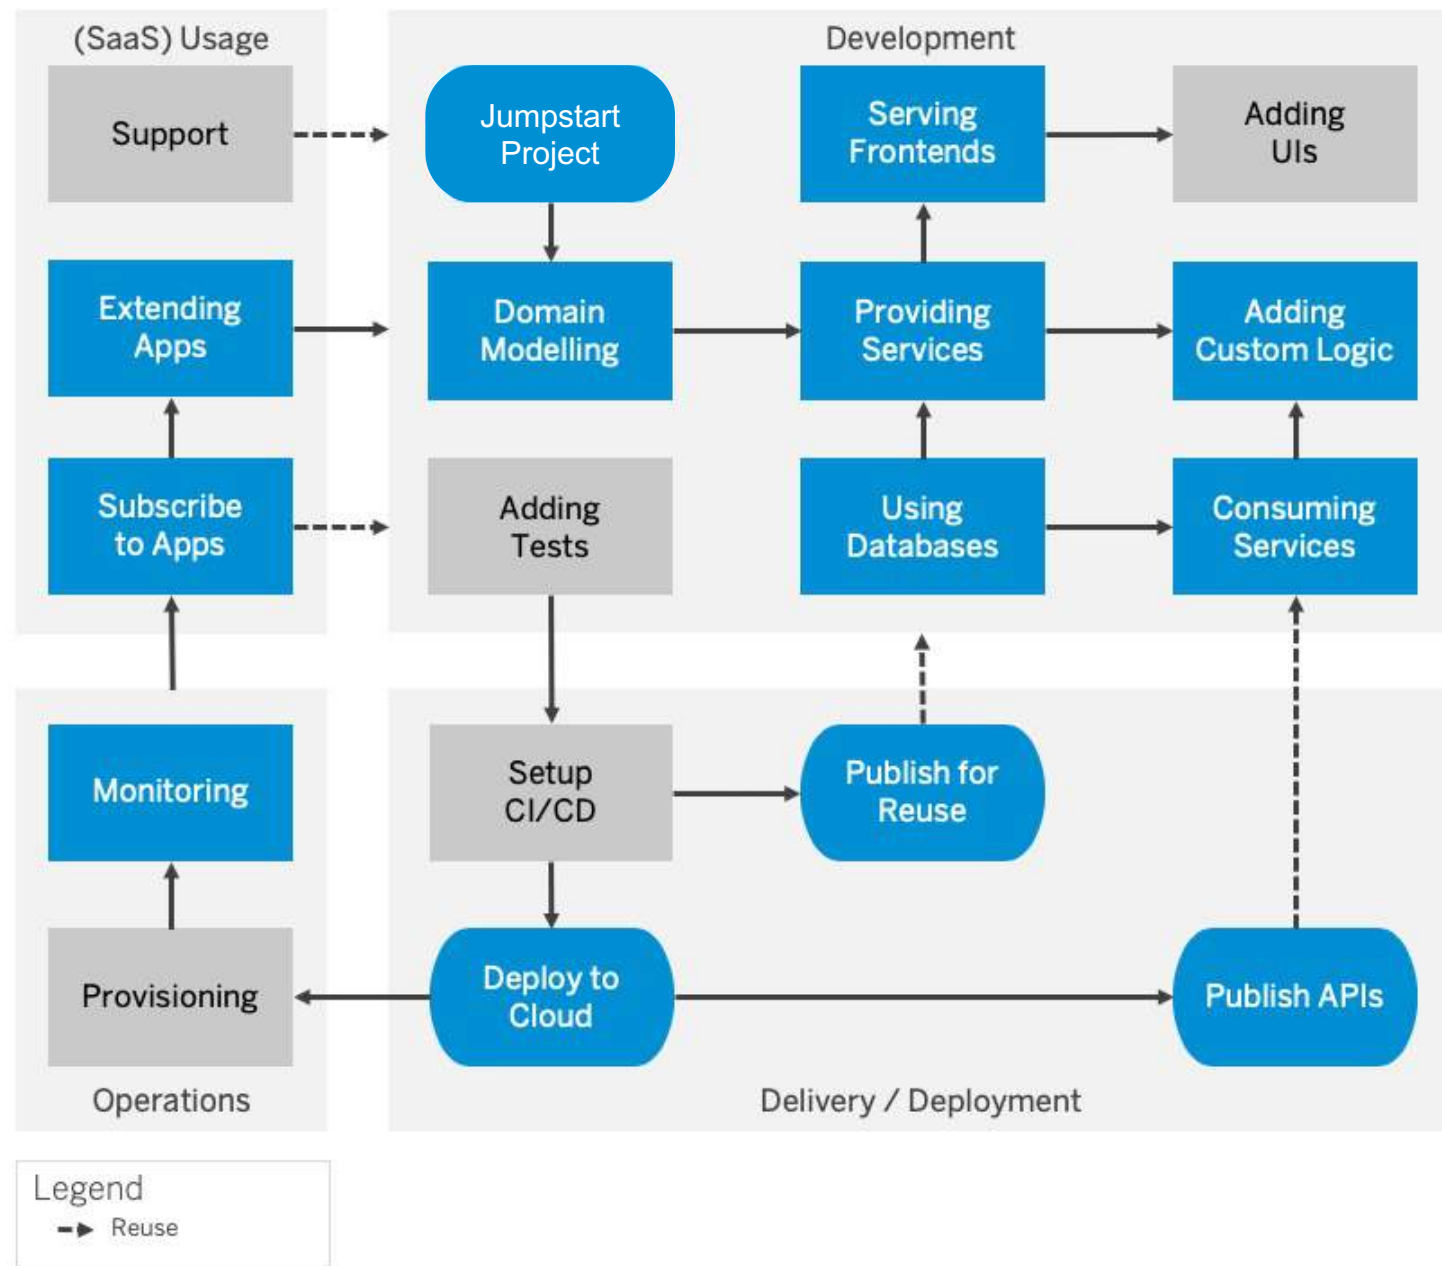 (SaaS) Usage
Development
Support
Jumpstart
Project
Serving
Frontends
Adding
UIs
Extending
Apps
Domain
Modelling
Providing
Services
Adding
Custom Logic
Subscribe
to Apps
Adding
Tests
Using
Databases
Consuming
Services
Monitoring
Setup
CI/CD
Publish for
Reuse
Provisioning
Deploy to
Cloud
Publish APIs
Operations
Delivery / Deployment
Legend
Reuse